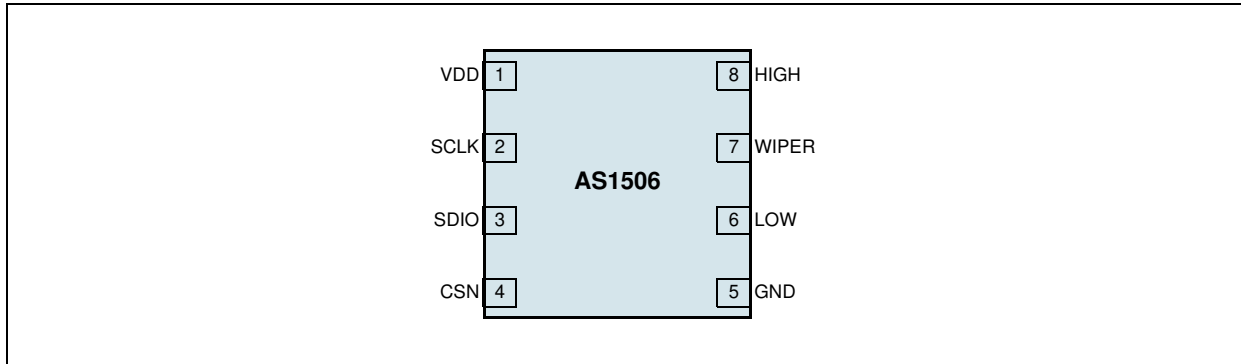 VDD 1 8 HIGH
SCLK 2 7 WIPER
AS1506
SDIO 3 6 LOW
CSN 4 5 GND